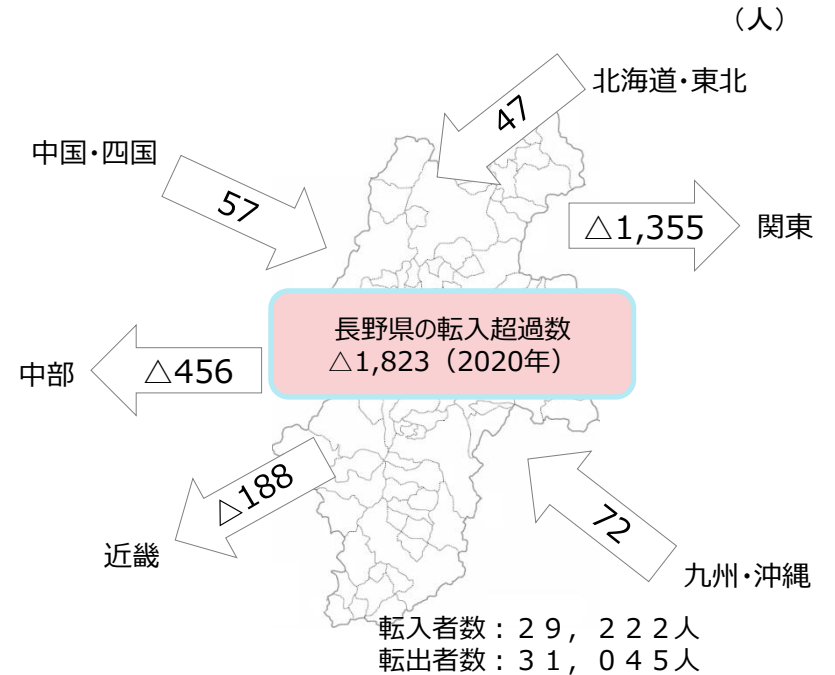 （人）
北海道・東北
47
中国・四国
57
△1,355
関東
長野県の転入超過数
△1,823（2020年）
中部
△456
△188
近畿
72
九州・沖縄
転入者数：２９，２２２人
転出者数：３１，０４５人